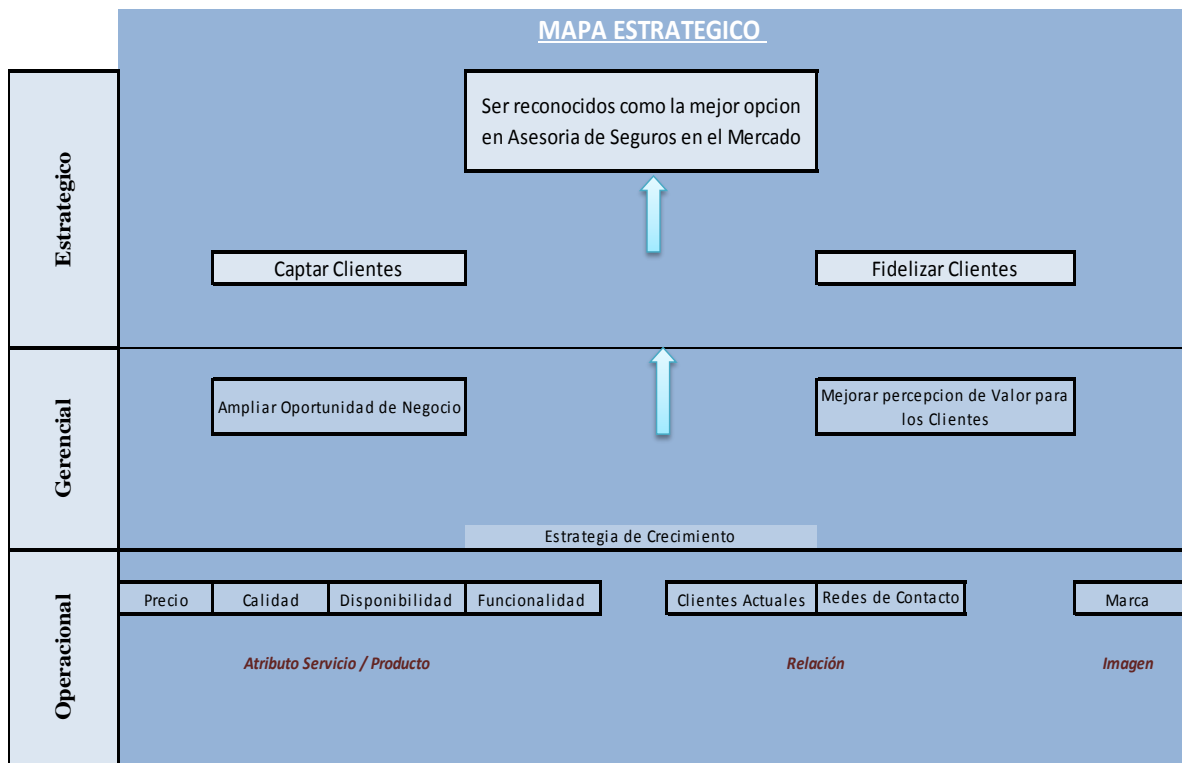 MAPA ESTRATEGICO
Estrategico
Ser reconocidos como la mejor opcion
en Asesoria de Seguros en el Mercado
Captar Clientes
Fidelizar Clientes
Gerencial
Ampliar Oportunidad de Negocio
Mejorar percepcion de Valor para
los Clientes
Estrategia de Crecimiento
Operacional
Precio
Calidad
Disponibilidad
Funcionalidad
Clientes Actuales
Redes de Contacto
Marca
Atributo Servicio / Producto
Relación
Imagen